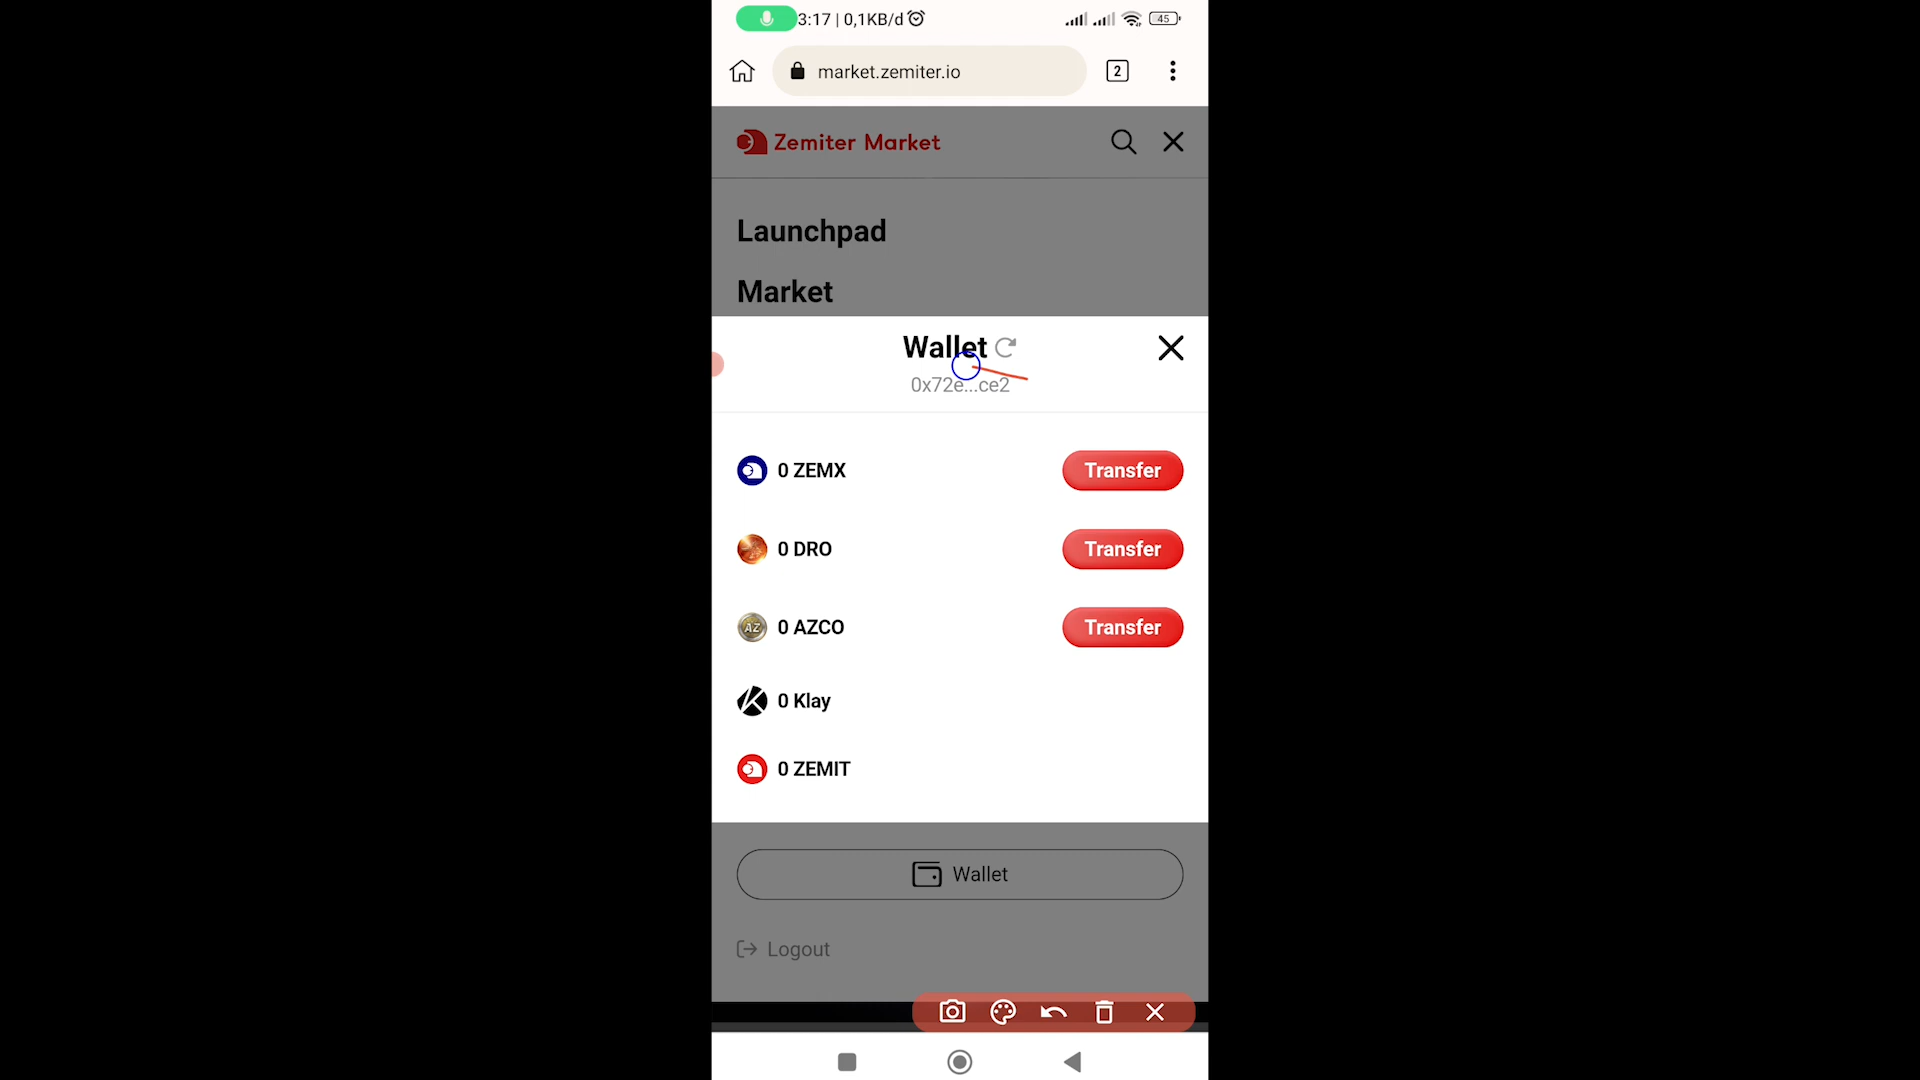 3:17 | 0,1KB/d
45
market.zemiter.io
2
Zemiter Market
Launchpad
Market
Wallet
0x72e...ce2
0 ZEMX Transfer
0 DRO Transfer
AZ 0 AZCO Transfer
0 Klay
0 ZEMIT
Wallet
Logout